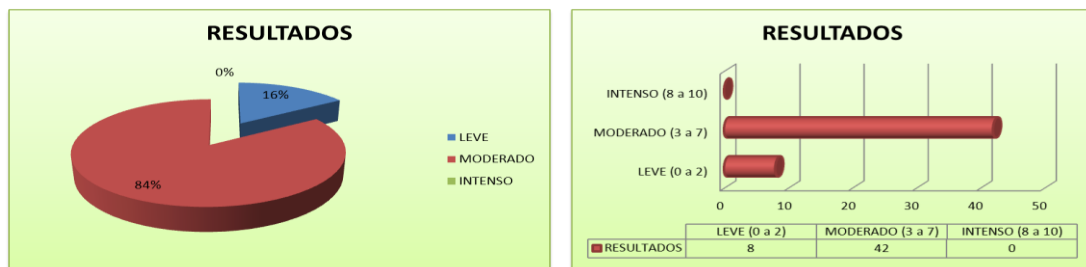 RESULTADOS
0%
16%
84%
LEVE
MODERADO
INTENSO
RESULTADOS
INTENSO (8 a 10)
MODERADO (3 a 7)
LEVE (0 a 2)
0 10 20 30 40 50
LEVE (0 a 2) MODERADO (3 a 7) INTENSO (8 a 10)
RESULTADOS 8 42 0